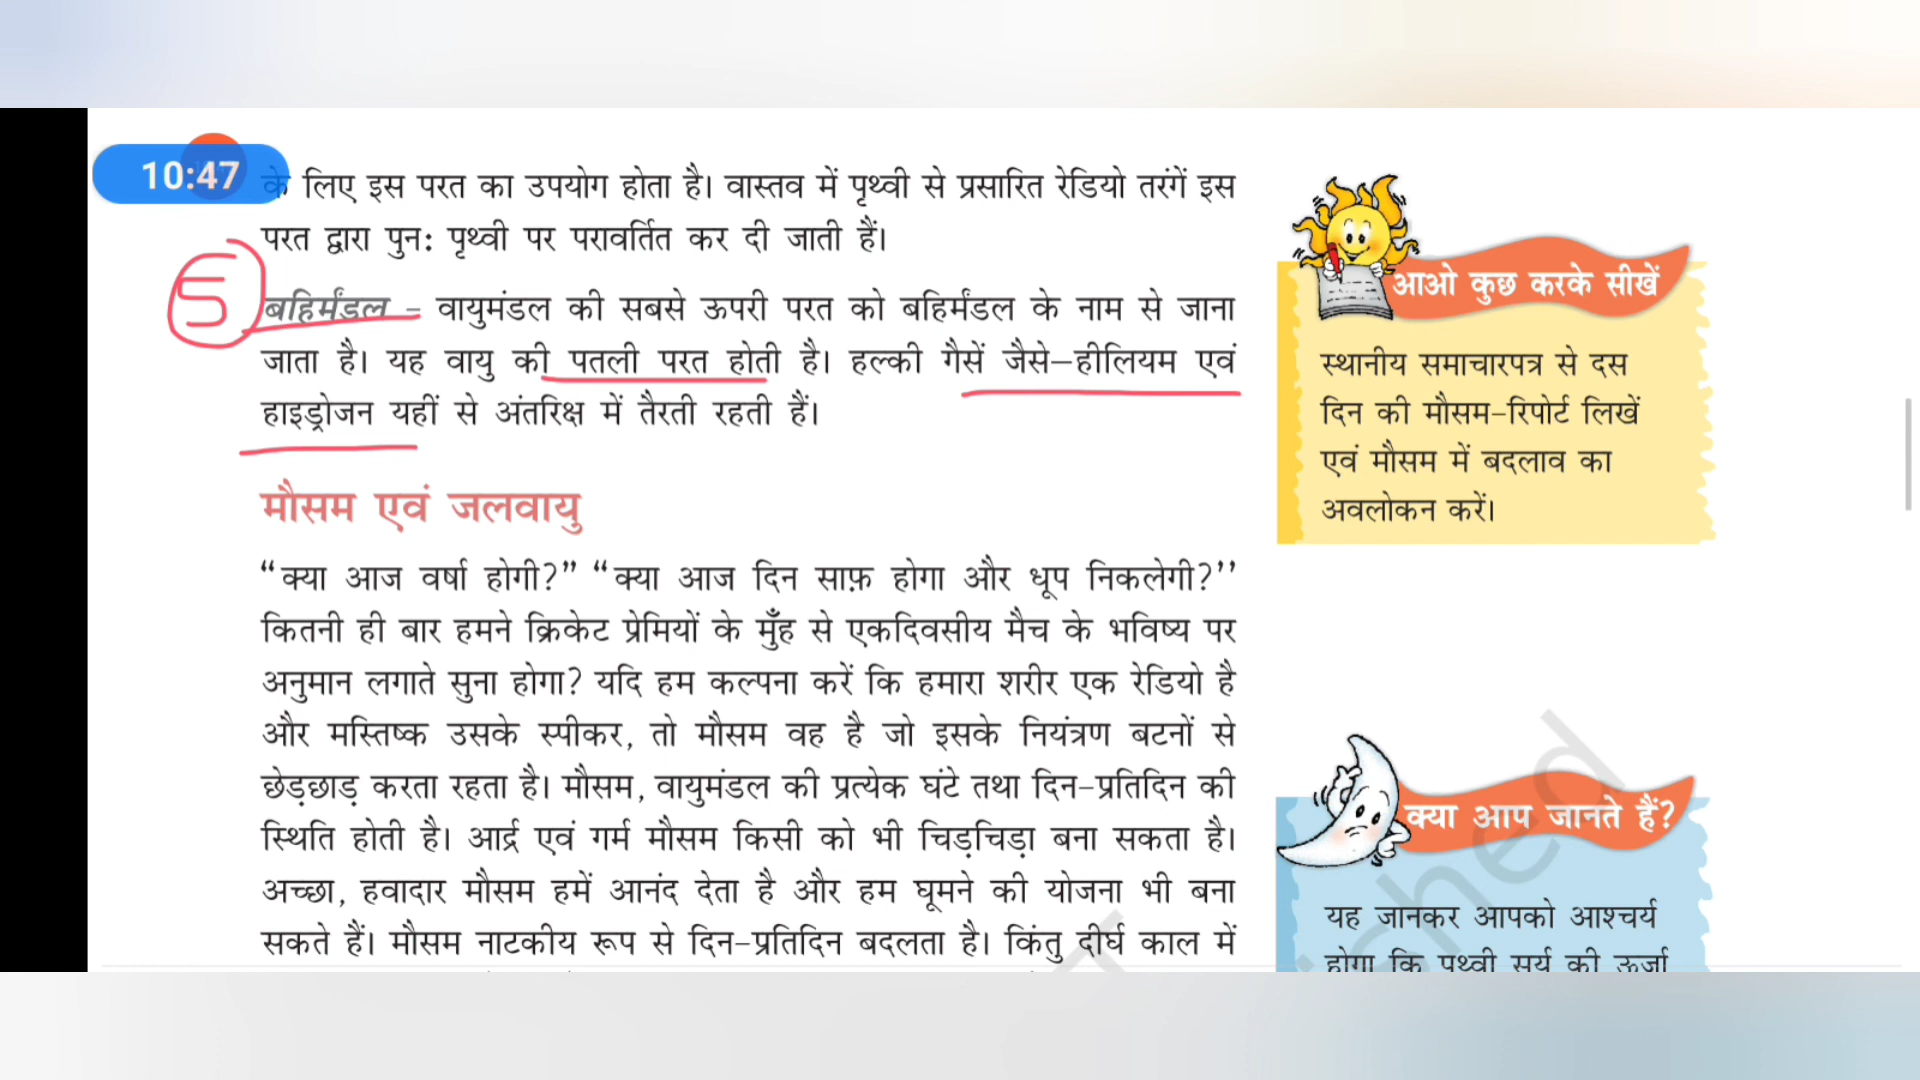 10:47
के लिए इस परत का उपयोग होता है। वास्तव में पृथ्वी से प्रसारित रेडियो तरंगें इस
परत द्वारा पुन: पृथ्वी पर परावर्तित कर दी जाती हैं।
5
बहिर्मंडल – वायुमंडल की सबसे ऊपरी परत को बहिर्मंडल के नाम से जाना
जाता है। यह वायु की पतली परत होती है। हल्की गैसें जैसे–हीलियम एवं
हाइड्रोजन यहीं से अंतरिक्ष में तैरती रहती हैं।
मौसम एवं जलवायु
“क्या आज वर्षा होगी?” “क्या आज दिन साफ़ होगा और धूप निकलेगी?’’
कितनी ही बार हमने क्रिकेट प्रेमियों के मुँह से एकदिवसीय मैच के भविष्य पर
अनुमान लगाते सुना होगा? यदि हम कल्पना करें कि हमारा शरीर एक रेडियो है
और मस्तिष्क उसके स्पीकर, तो मौसम वह है जो इसके नियंत्रण बटनों से
छेड़छाड़ करता रहता है। मौसम, वायुमंडल की प्रत्येक घंटे तथा दिन-प्रतिदिन की
स्थिति होती है। आर्द्र एवं गर्म मौसम किसी को भी चिड़चिड़ा बना सकता है।
अच्छा, हवादार मौसम हमें आनंद देता है और हम घूमने की योजना भी बना
सकते हैं। मौसम नाटकीय रूप से दिन-प्रतिदिन बदलता है। किंतु दीर्घ काल में
आओ कुछ करके सीखें
स्थानीय समाचारपत्र से दस
दिन की मौसम-रिपोर्ट लिखें
एवं मौसम में बदलाव का
अवलोकन करें।
क्या आप जानते हैं?
यह जानकर आपको आश्चर्य
होगा कि पृथ्वी सूर्य की ऊर्जा